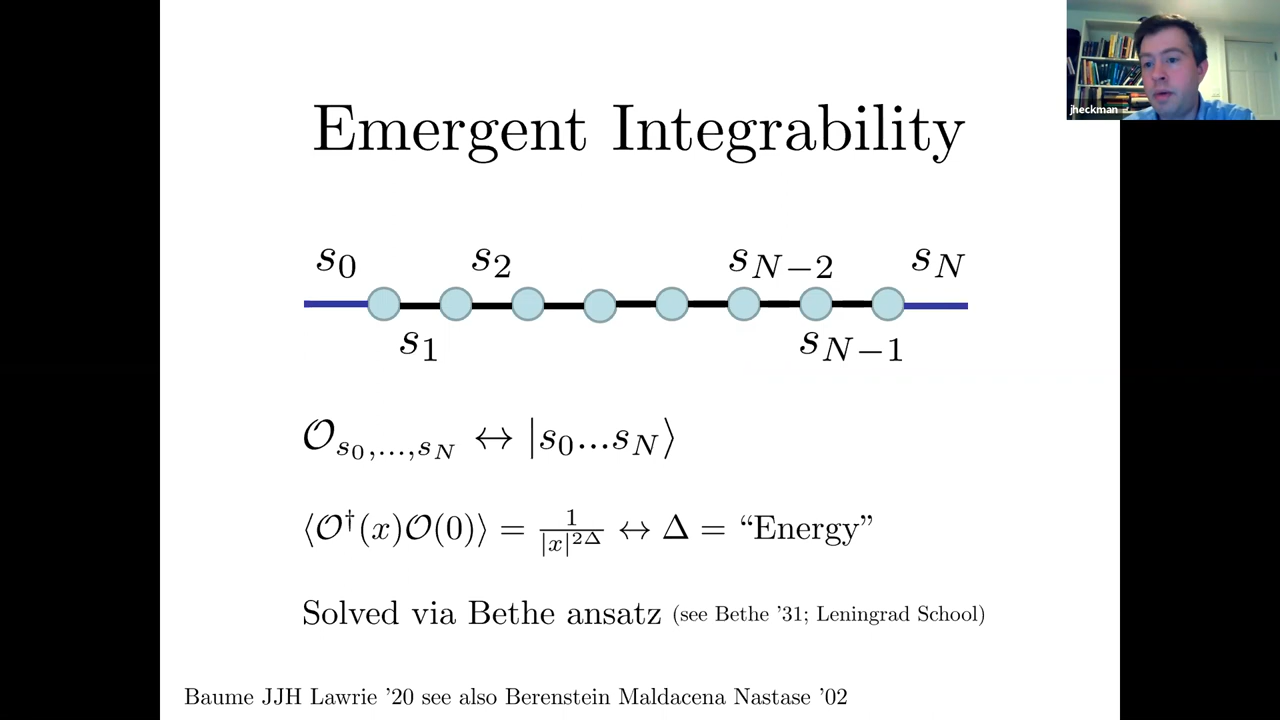 jheckman
Emergent Integrability
s₀ s₂ s_{N−2} s_N
s₁ s_{N−1}
𝒪_{s₀,...,s_N} ↔ |s₀...s_N⟩
⟨𝒪†(x)𝒪(0)⟩ = 1/|x|^{2Δ} ↔ Δ = “Energy”
Solved via Bethe ansatz (see Bethe ’31; Leningrad School)
Baume JJH Lawrie ’20 see also Berenstein Maldacena Nastase ’02